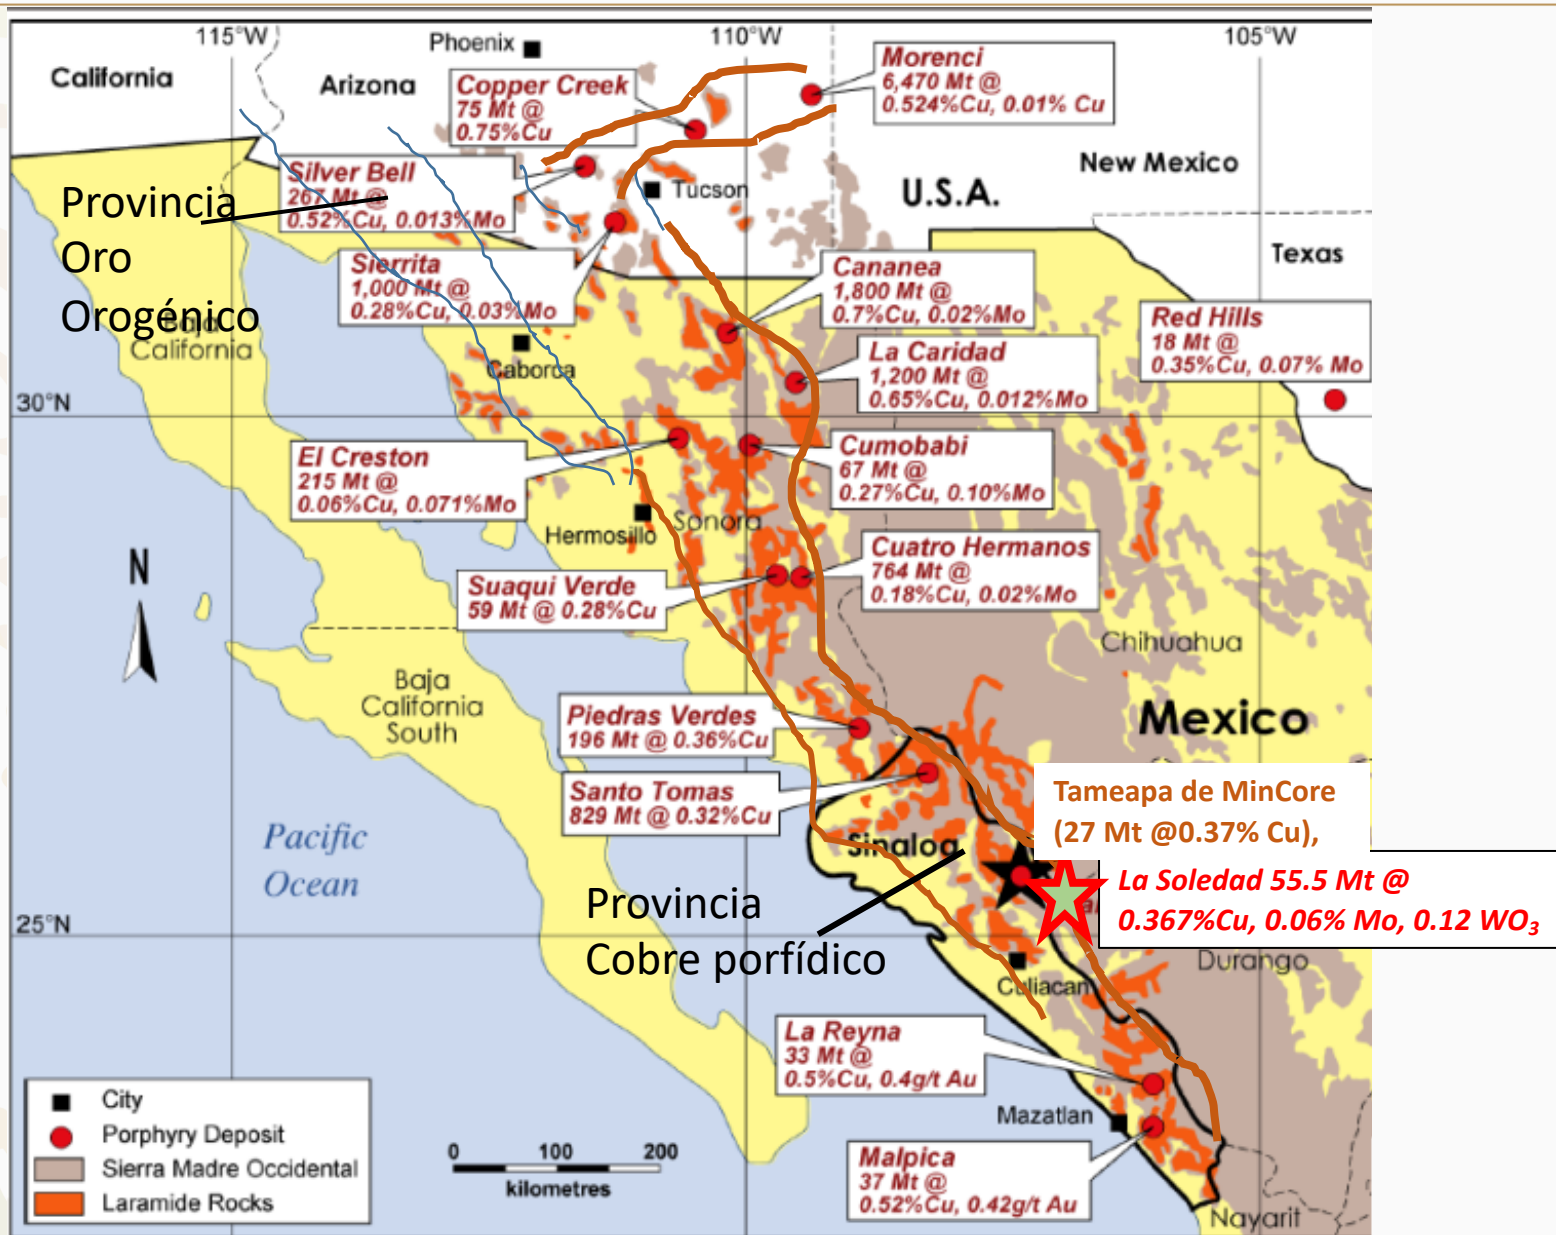 115°W
110°W
105°W
Phoenix
California
Arizona
Copper Creek
75 Mt @
0.75%Cu
Morenci
6,470 Mt @
0.524%Cu, 0.01% Cu
New Mexico
U.S.A.
Texas
Tucson
Silver Bell
267 Mt @
0.52%Cu, 0.013%Mo
Provincia
Oro
Orogénico
Baja
California
Sierrita
1,000 Mt @
0.28%Cu, 0.03%Mo
Cananea
1,800 Mt @
0.7%Cu, 0.02%Mo
Red Hills
18 Mt @
0.35%Cu, 0.07% Mo
Caborca
La Caridad
1,200 Mt @
0.65%Cu, 0.012%Mo
30°N
El Creston
215 Mt @
0.06%Cu, 0.071%Mo
Cumobabi
67 Mt @
0.27%Cu, 0.10%Mo
Sonora
Hermosillo
Cuatro Hermanos
764 Mt @
0.18%Cu, 0.02%Mo
N
Suaqui Verde
59 Mt @ 0.28%Cu
Chihuahua
Baja
California
South
Piedras Verdes
196 Mt @ 0.36%Cu
Mexico
Santo Tomas
829 Mt @ 0.32%Cu
Tameapa de MinCore
(27 Mt @0.37% Cu),
Pacific
Ocean
Sinaloa
La Soledad 55.5 Mt @
0.367%Cu, 0.06% Mo, 0.12 WO₃
Provincia
Cobre porfídico
25°N
Durango
Culiacan
La Reyna
33 Mt @
0.5%Cu, 0.4g/t Au
Mazatlan
Malpica
37 Mt @
0.52%Cu, 0.42g/t Au
Nayarit
City
Porphyry Deposit
Sierra Madre Occidental
Laramide Rocks
0 100 200
kilometres